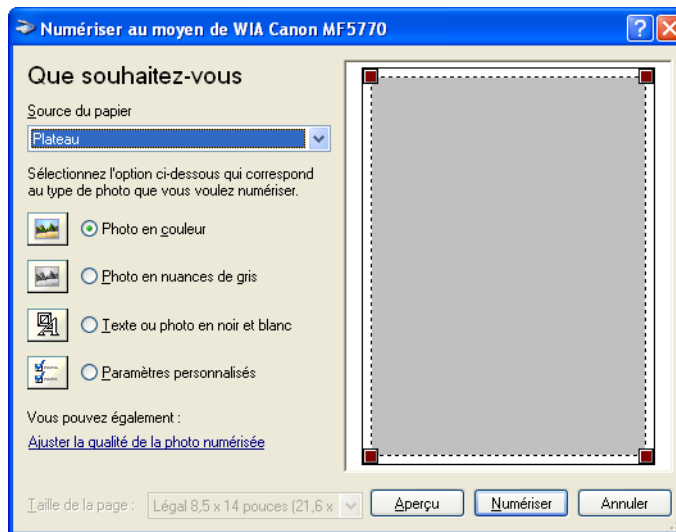 Numériser au moyen de WIA Canon MF5770
Que souhaitez-vous
Source du papier
Plateau
Sélectionnez l'option ci-dessous qui correspond
au type de photo que vous voulez numériser.
Photo en couleur
Photo en nuances de gris
Texte ou photo en noir et blanc
Paramètres personnalisés
Vous pouvez également :
Ajuster la qualité de la photo numérisée
Taille de la page : Légal 8,5 x 14 pouces (21,6 x
Aperçu Numériser Annuler